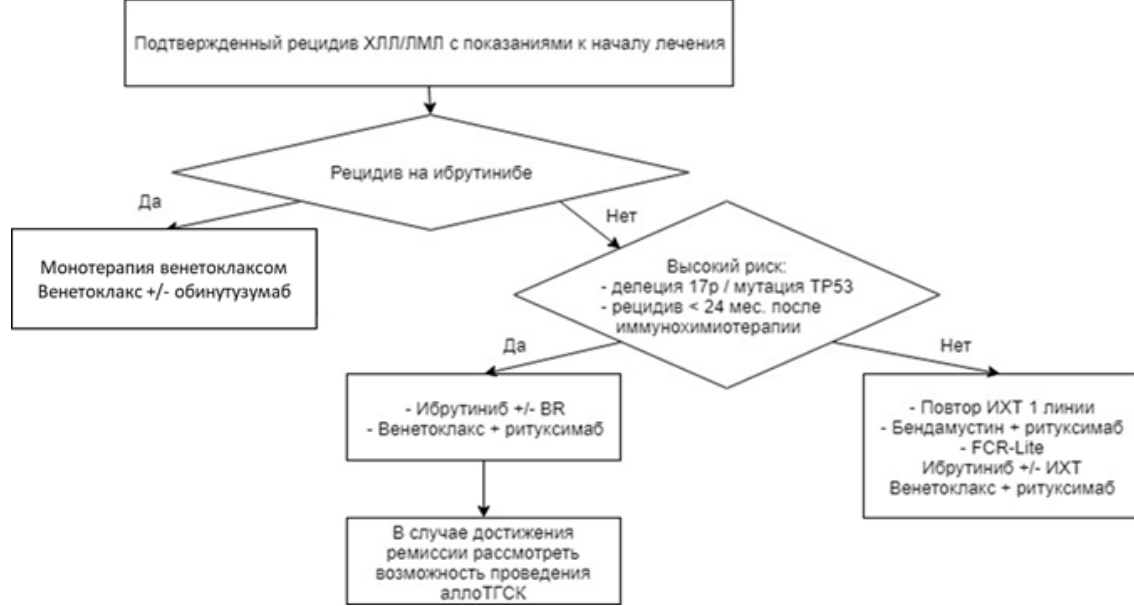 Подтвержденный рецидив ХЛЛ/ЛМЛ с показаниями к началу лечения
Рецидив на ибрутинибе
Да
Нет
Монотерапия венетоклаксом
Венетоклакс +/- обинутузумаб
Высокий риск:
- делеция 17p / мутация TP53
- рецидив < 24 мес. после
иммунохимиотерапии
Да
Нет
- Ибрутиниб +/- BR
- Венетоклакс + ритуксимаб
- Повтор ИХТ 1 линии
- Бендамустин + ритуксимаб
- FCR-Lite
Ибрутиниб +/- ИХТ
Венетоклакс + ритуксимаб
В случае достижения
ремиссии рассмотреть
возможность проведения
аллоТГСК